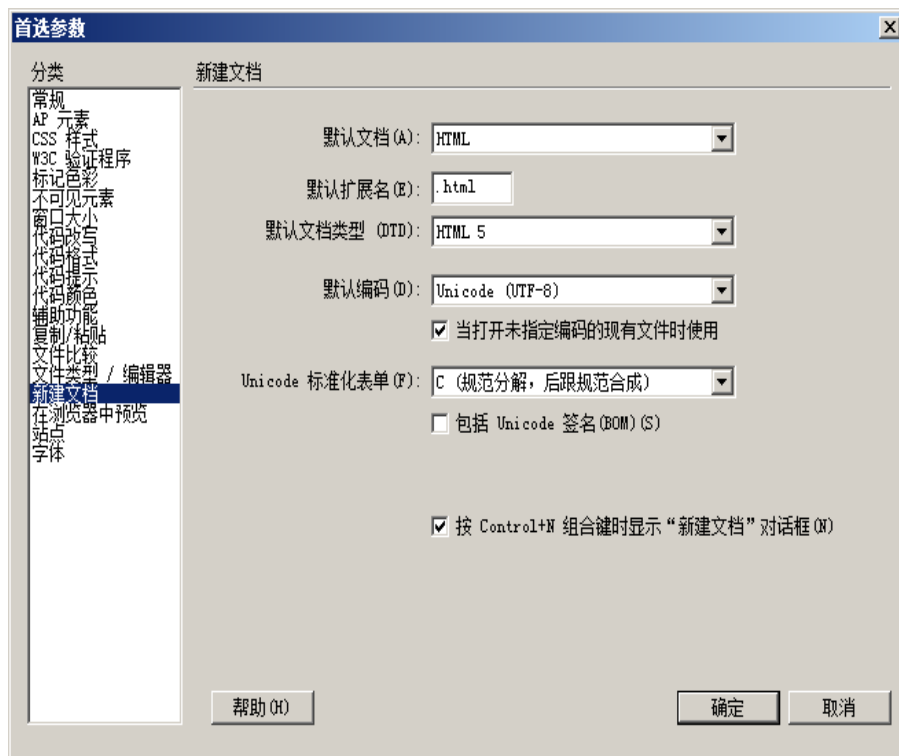 首选参数
分类
常规
AP 元素
CSS 样式
W3C 验证程序
标记色彩
不可见元素
窗口大小
代码改写
代码格式
代码提示
代码颜色
辅助功能
复制/粘贴
文件比较
文件类型 / 编辑器
新建文档
在浏览器中预览
站点
字体
新建文档
默认文档(A): HTML
默认扩展名(E): .html
默认文档类型 (DTD): HTML 5
默认编码(D): Unicode (UTF-8)
当打开未指定编码的现有文件时使用
Unicode 标准化表单(F): C (规范分解，后跟规范合成)
包括 Unicode 签名(BOM)(S)
按 Control+N 组合键时显示“新建文档”对话框(N)
帮助(H) 确定 取消